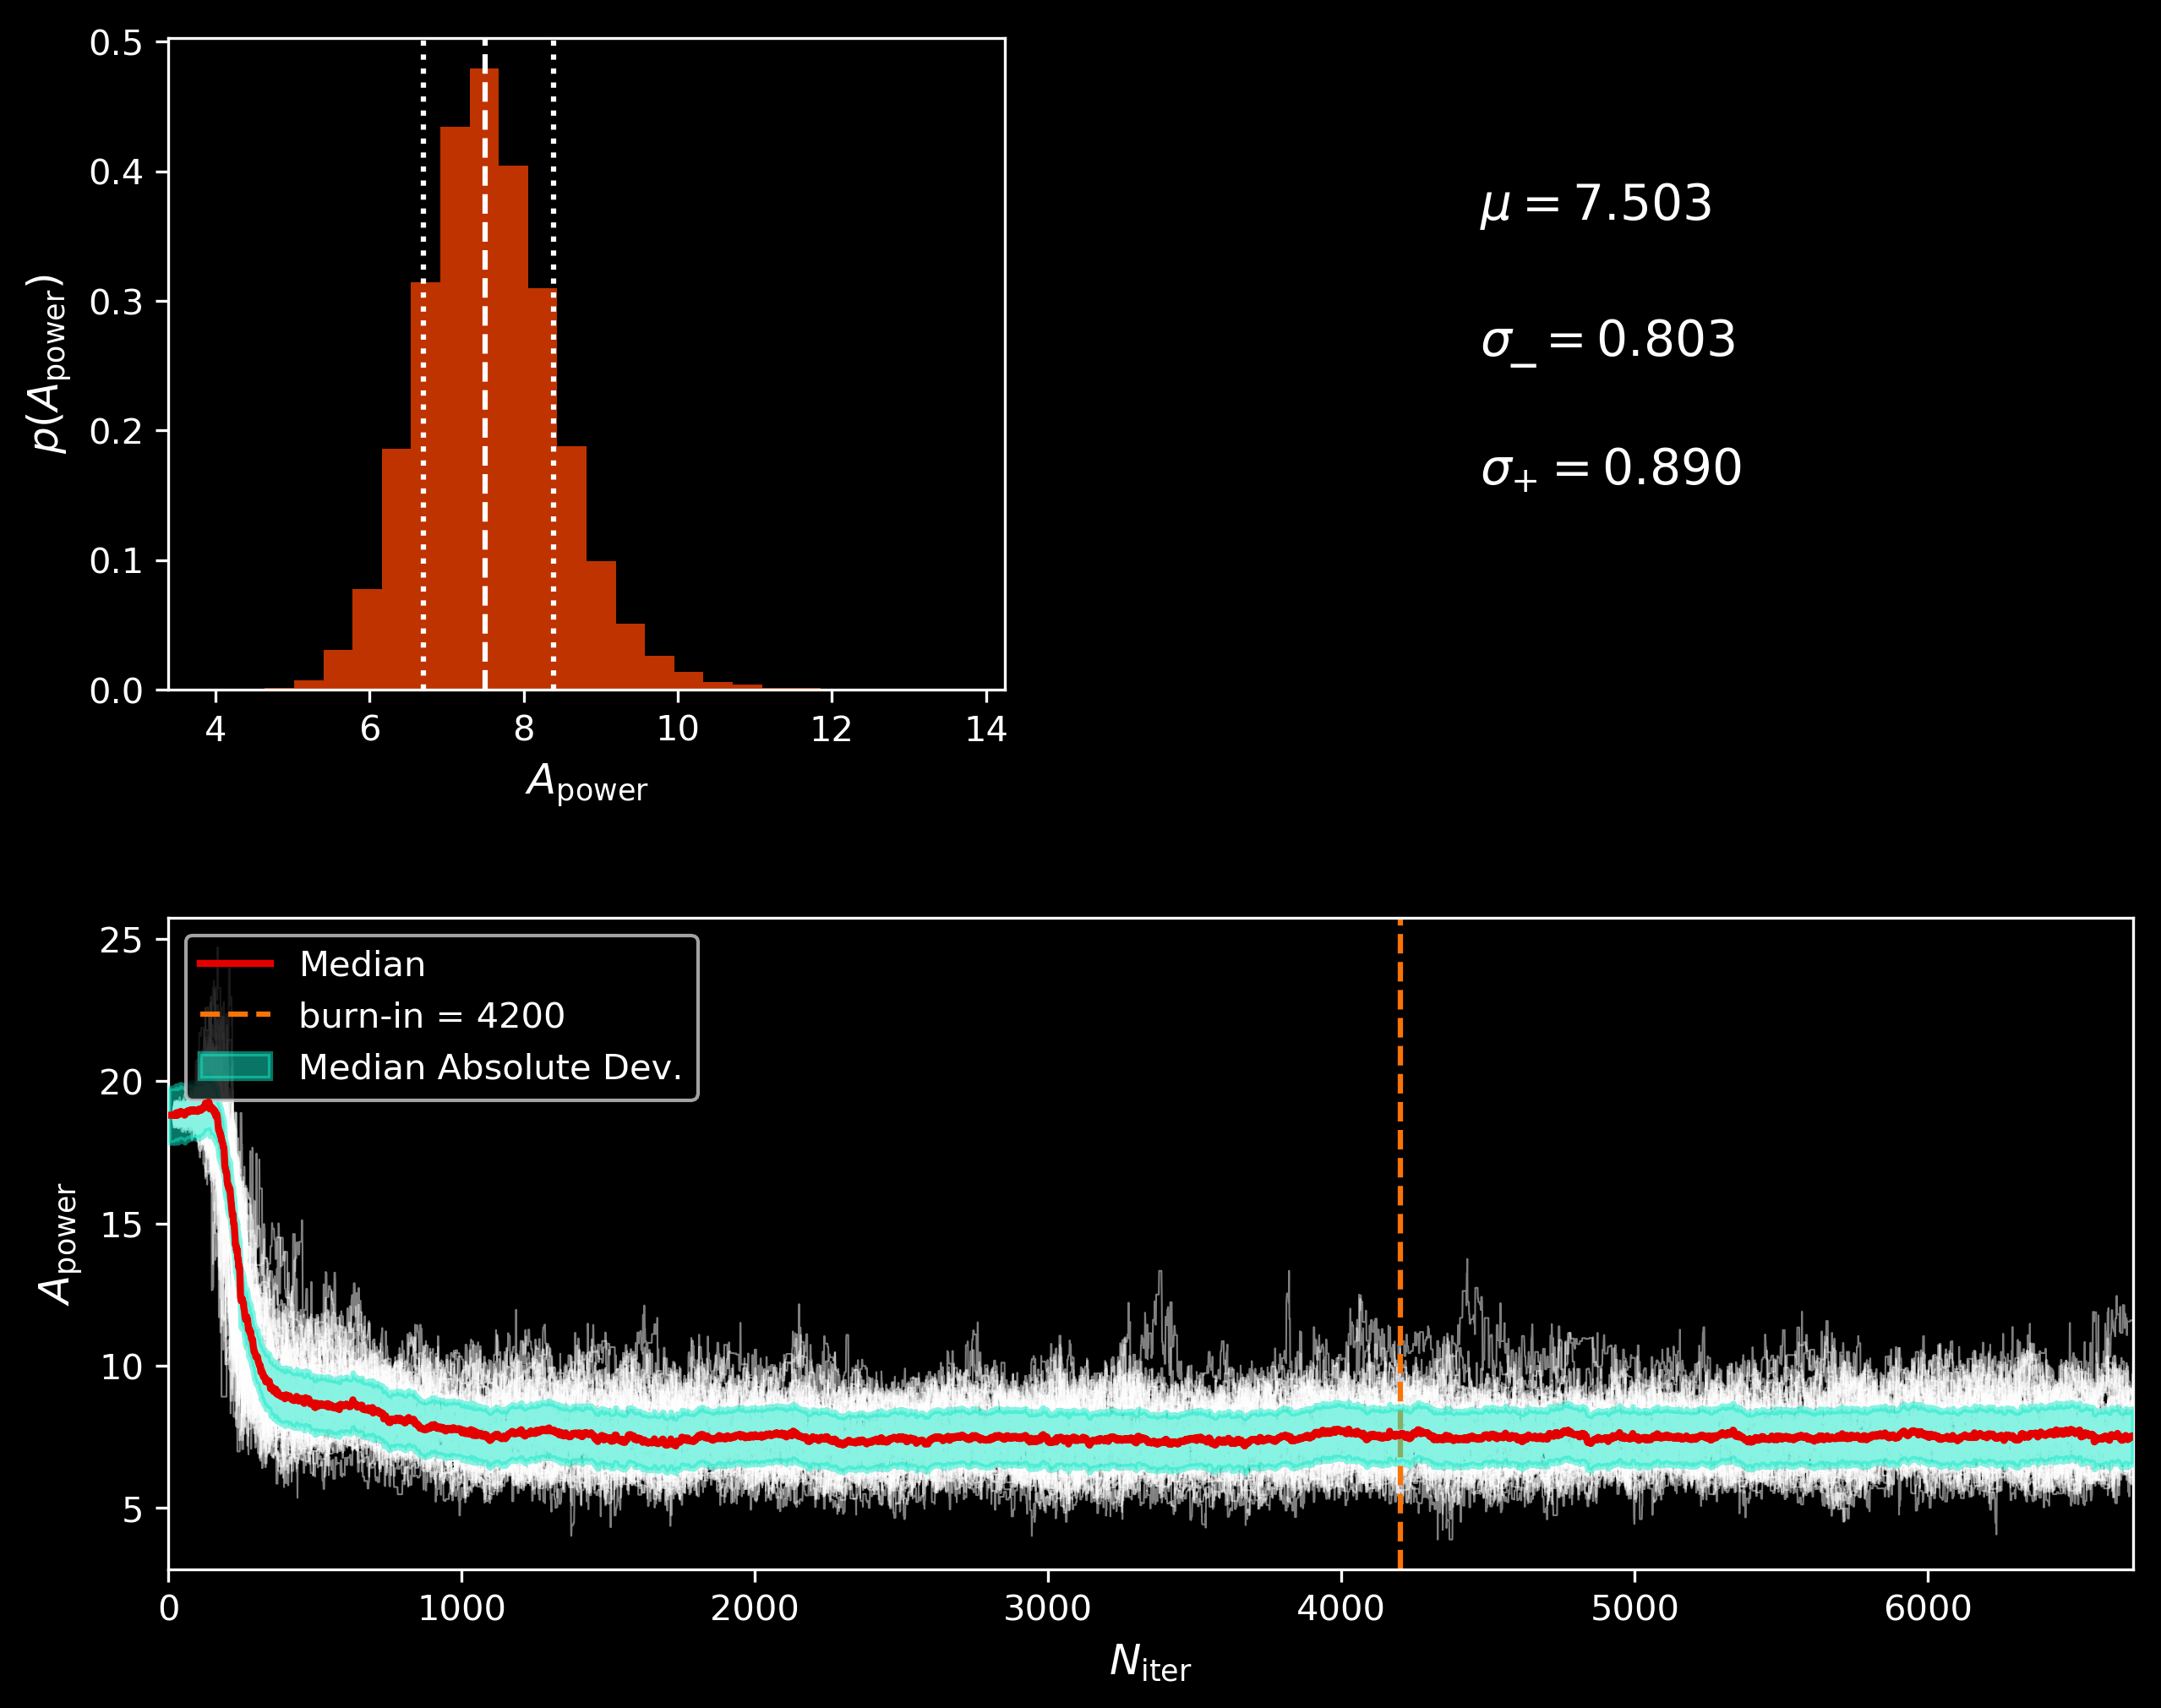 0.5
0.4
0.3
0.2
0.1
0.0
p(A_power)
4 6 8 10 12 14
A_power
μ = 7.503
σ_− = 0.803
σ_+ = 0.890
25
20
15
10
5
A_power
Median
burn-in = 4200
Median Absolute Dev.
0 1000 2000 3000 4000 5000 6000
N_iter